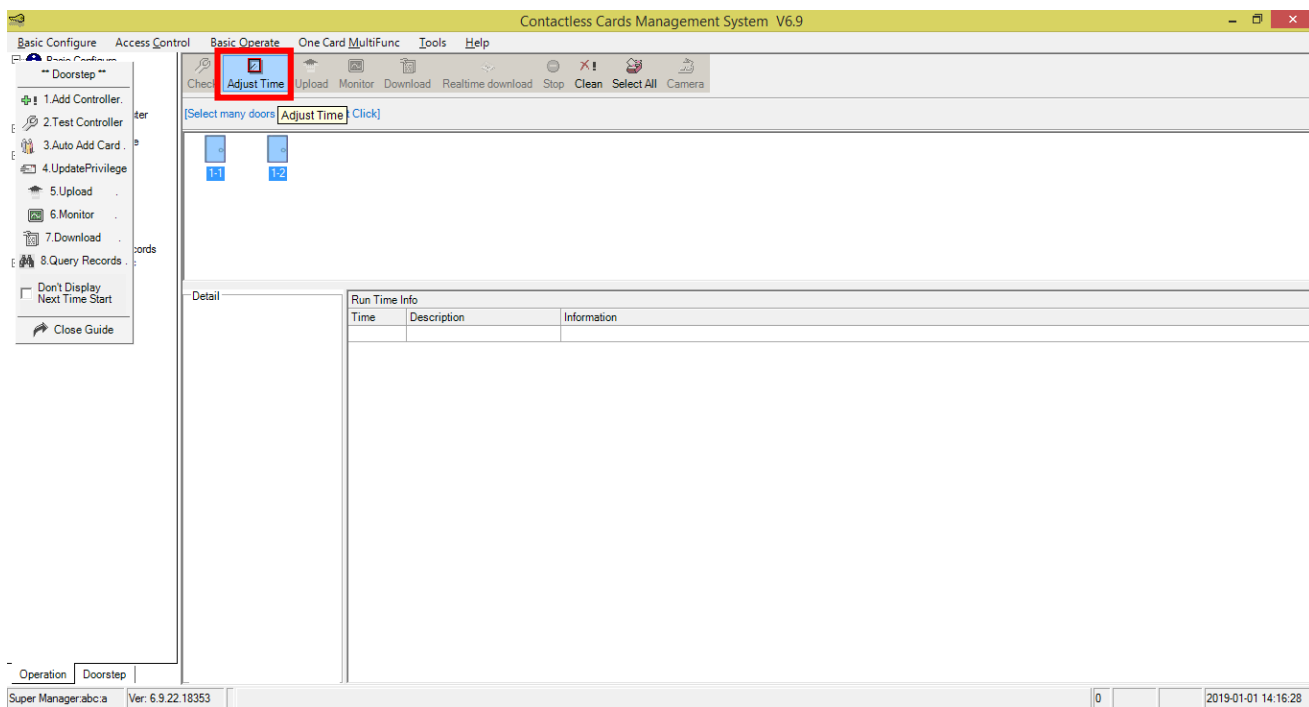 Contactless Cards Management System V6.9
Basic Configure Access Control Basic Operate One Card MultiFunc Tools Help
Basic Configure
** Doorstep **
1.Add Controller.
2.Test Controller
3.Auto Add Card .
4.UpdatePrivilege
5.Upload .
6.Monitor .
7.Download .
8.Query Records .
Don't Display
Next Time Start
Close Guide
Check Adjust Time Upload Monitor Download Realtime download Stop Clean Select All Camera
[Select many doors Adjust Time Click]
1-1 1-2
Detail
Run Time Info
Time Description Information
Operation Doorstep
Super Manager:abc:a Ver: 6.9.22.18353 0 2019-01-01 14:16:28